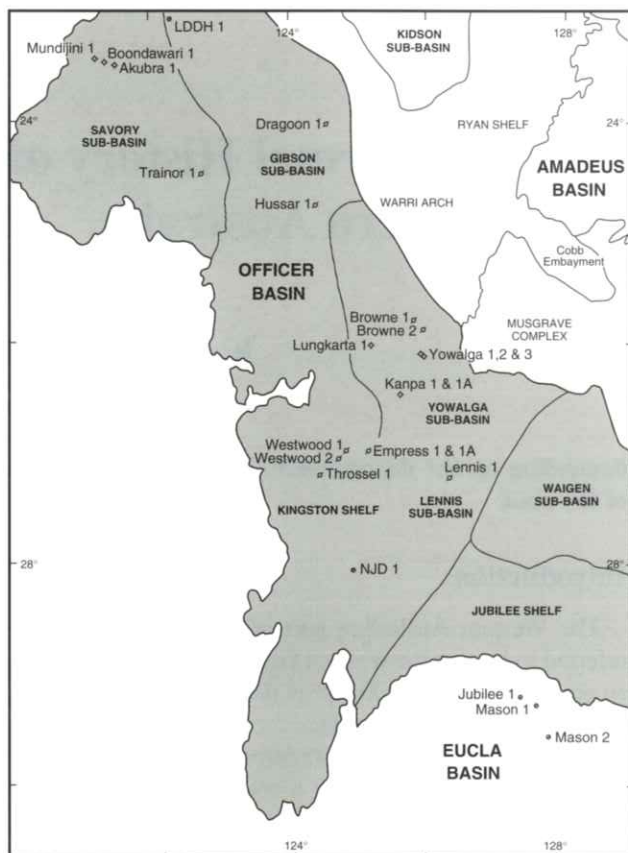 124°
128°
LDDH 1
KIDSON
SUB-BASIN
Mundijini 1
Boondawari 1
Akubra 1
24°
24°
Dragoon 1
RYAN SHELF
SAVORY
SUB-BASIN
GIBSON
SUB-BASIN
AMADEUS
BASIN
Trainor 1
Hussar 1
WARRI ARCH
Cobb
Embayment
OFFICER
BASIN
Browne 1
Browne 2
MUSGRAVE
COMPLEX
Lungkarta 1
Yowalga 1,2 & 3
Kanpa 1 & 1A
YOWALGA
SUB-BASIN
Westwood 1
Westwood 2
Empress 1 & 1A
Throssel 1
Lennis 1
KINGSTON SHELF
LENNIS
SUB-BASIN
WAIGEN
SUB-BASIN
28°
28°
NJD 1
JUBILEE SHELF
Jubilee 1
Mason 1
Mason 2
EUCLA
BASIN
124°
128°